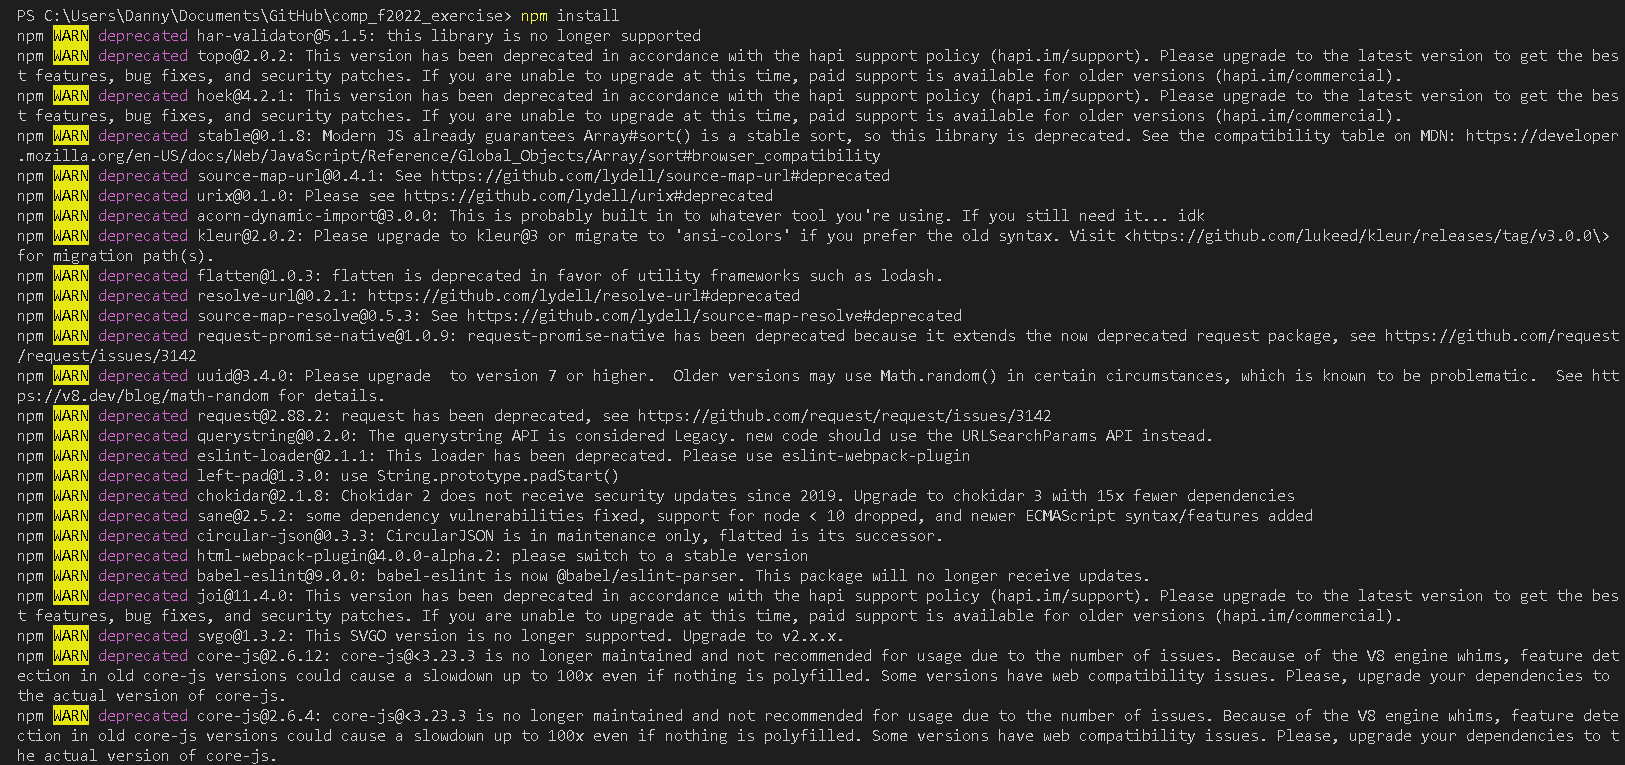 PS C:\Users\Danny\Documents\GitHub\comp_f2022_exercise> npm install
npm WARN deprecated har-validator@5.1.5: this library is no longer supported
npm WARN deprecated topo@2.0.2: This version has been deprecated in accordance with the hapi support policy (hapi.im/support). Please upgrade to the latest version to get the bes
t features, bug fixes, and security patches. If you are unable to upgrade at this time, paid support is available for older versions (hapi.im/commercial).
npm WARN deprecated hoek@4.2.1: This version has been deprecated in accordance with the hapi support policy (hapi.im/support). Please upgrade to the latest version to get the bes
t features, bug fixes, and security patches. If you are unable to upgrade at this time, paid support is available for older versions (hapi.im/commercial).
npm WARN deprecated stable@0.1.8: Modern JS already guarantees Array#sort() is a stable sort, so this library is deprecated. See the compatibility table on MDN: https://developer
.mozilla.org/en-US/docs/Web/JavaScript/Reference/Global_Objects/Array/sort#browser_compatibility
npm WARN deprecated source-map-url@0.4.1: See https://github.com/lydell/source-map-url#deprecated
npm WARN deprecated urix@0.1.0: Please see https://github.com/lydell/urix#deprecated
npm WARN deprecated acorn-dynamic-import@3.0.0: This is probably built in to whatever tool you're using. If you still need it... idk
npm WARN deprecated kleur@2.0.2: Please upgrade to kleur@3 or migrate to 'ansi-colors' if you prefer the old syntax. Visit <https://github.com/lukeed/kleur/releases/tag/v3.0.0\>
for migration path(s).
npm WARN deprecated flatten@1.0.3: flatten is deprecated in favor of utility frameworks such as lodash.
npm WARN deprecated resolve-url@0.2.1: https://github.com/lydell/resolve-url#deprecated
npm WARN deprecated source-map-resolve@0.5.3: See https://github.com/lydell/source-map-resolve#deprecated
npm WARN deprecated request-promise-native@1.0.9: request-promise-native has been deprecated because it extends the now deprecated request package, see https://github.com/request
/request/issues/3142
npm WARN deprecated uuid@3.4.0: Please upgrade  to version 7 or higher.  Older versions may use Math.random() in certain circumstances, which is known to be problematic.  See htt
ps://v8.dev/blog/math-random for details.
npm WARN deprecated request@2.88.2: request has been deprecated, see https://github.com/request/request/issues/3142
npm WARN deprecated querystring@0.2.0: The querystring API is considered Legacy. new code should use the URLSearchParams API instead.
npm WARN deprecated eslint-loader@2.1.1: This loader has been deprecated. Please use eslint-webpack-plugin
npm WARN deprecated left-pad@1.3.0: use String.prototype.padStart()
npm WARN deprecated chokidar@2.1.8: Chokidar 2 does not receive security updates since 2019. Upgrade to chokidar 3 with 15x fewer dependencies
npm WARN deprecated sane@2.5.2: some dependency vulnerabilities fixed, support for node < 10 dropped, and newer ECMAScript syntax/features added
npm WARN deprecated circular-json@0.3.3: CircularJSON is in maintenance only, flatted is its successor.
npm WARN deprecated html-webpack-plugin@4.0.0-alpha.2: please switch to a stable version
npm WARN deprecated babel-eslint@9.0.0: babel-eslint is now @babel/eslint-parser. This package will no longer receive updates.
npm WARN deprecated joi@11.4.0: This version has been deprecated in accordance with the hapi support policy (hapi.im/support). Please upgrade to the latest version to get the bes
t features, bug fixes, and security patches. If you are unable to upgrade at this time, paid support is available for older versions (hapi.im/commercial).
npm WARN deprecated svgo@1.3.2: This SVGO version is no longer supported. Upgrade to v2.x.x.
npm WARN deprecated core-js@2.6.12: core-js@<3.23.3 is no longer maintained and not recommended for usage due to the number of issues. Because of the V8 engine whims, feature det
ection in old core-js versions could cause a slowdown up to 100x even if nothing is polyfilled. Some versions have web compatibility issues. Please, upgrade your dependencies to
the actual version of core-js.
npm WARN deprecated core-js@2.6.4: core-js@<3.23.3 is no longer maintained and not recommended for usage due to the number of issues. Because of the V8 engine whims, feature dete
ction in old core-js versions could cause a slowdown up to 100x even if nothing is polyfilled. Some versions have web compatibility issues. Please, upgrade your dependencies to t
he actual version of core-js.